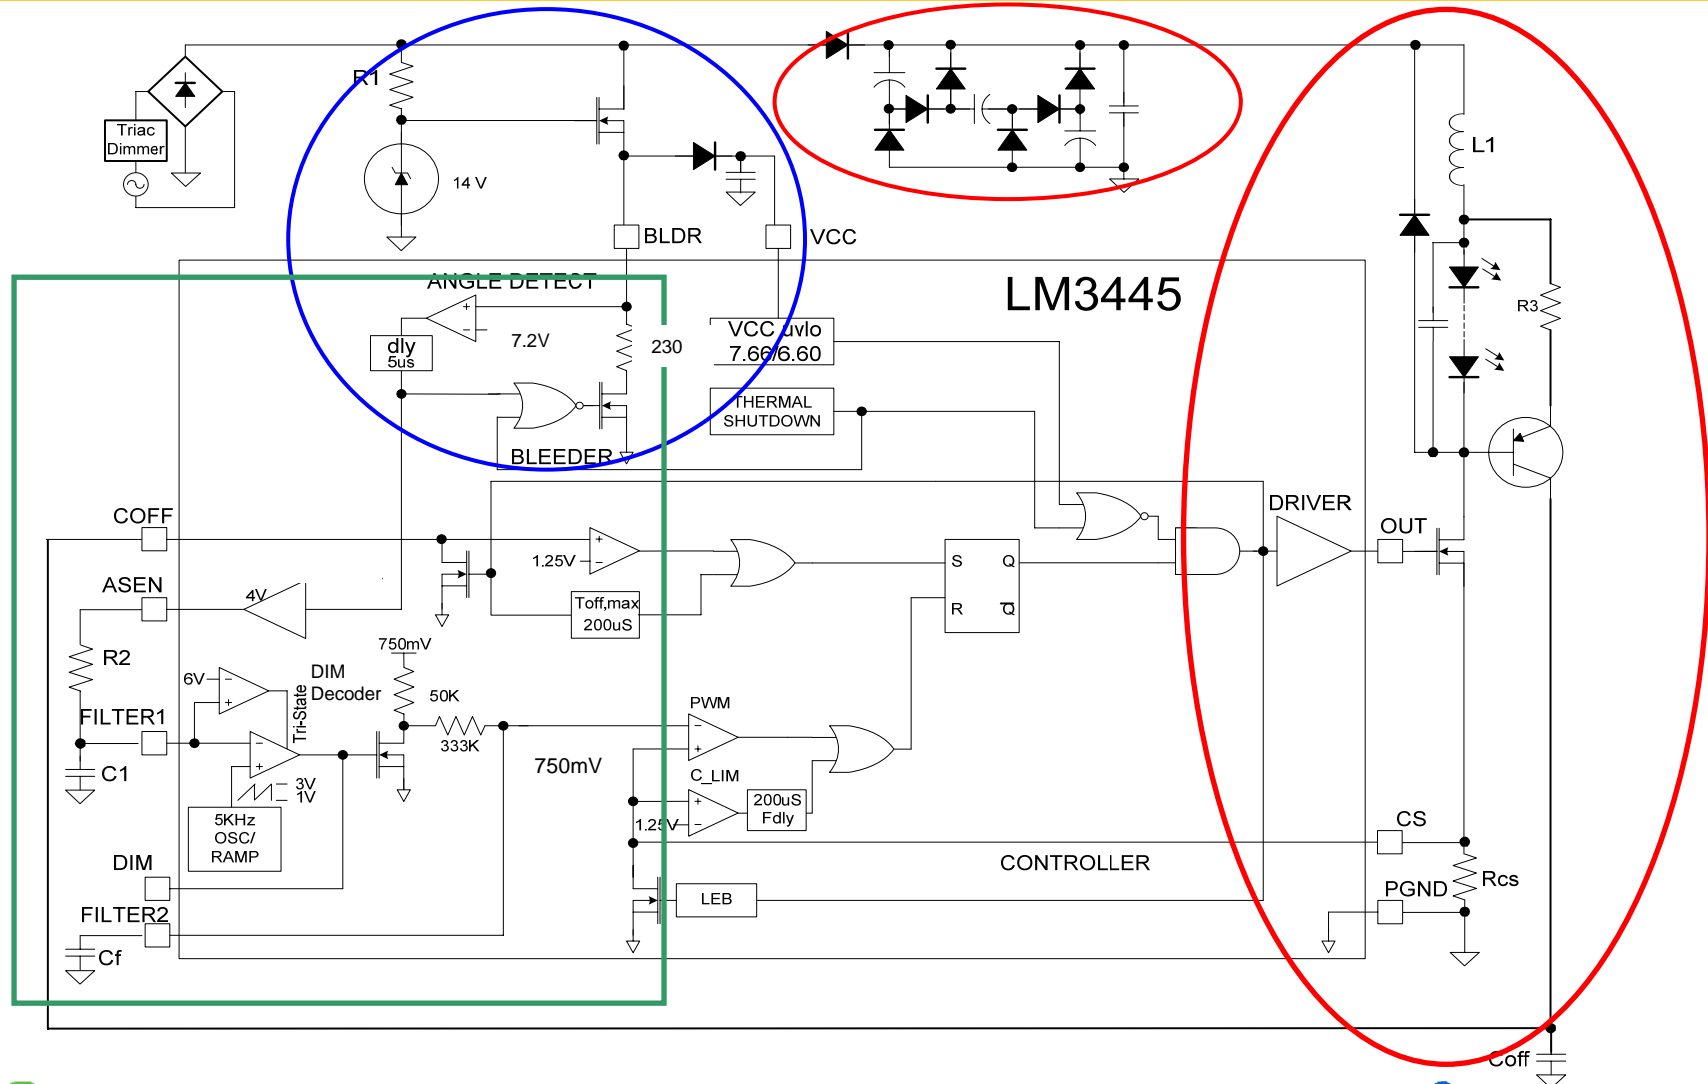 R1
Triac
Dimmer
14 V
L1
BLDR
VCC
ANGLE DETECT
LM3445
R3
VCC uvlo
7.66/6.60
7.2V
230
dly
5us
THERMAL
SHUTDOWN
BLEEDER
COFF
DRIVER
OUT
1.25V
S
Q
ASEN
4V
Toff,max
200uS
R
Q
750mV
R2
DIM
Decoder
6V
50K
Tri-State
PWM
FILTER1
333K
750mV
C1
3V
1V
C_LIM
200uS
Fdly
1.25V
5KHz
OSC/
RAMP
CS
DIM
CONTROLLER
Rcs
PGND
LEB
FILTER2
Cf
Coff